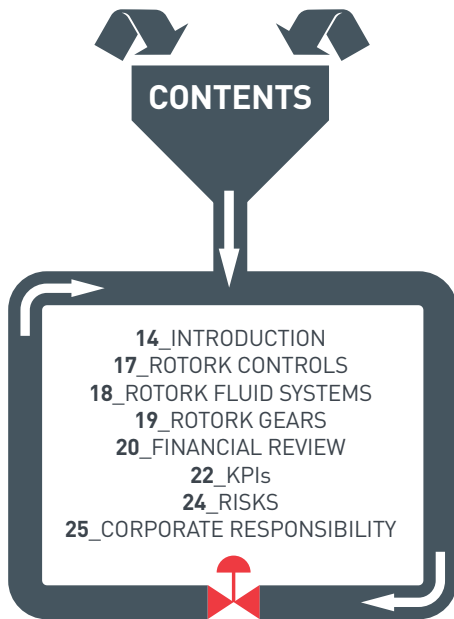 CONTENTS
14_INTRODUCTION
17_ROTORK CONTROLS
18_ROTORK FLUID SYSTEMS
19_ROTORK GEARS
20_FINANCIAL REVIEW
22_KPIs
24_RISKS
25_CORPORATE RESPONSIBILITY